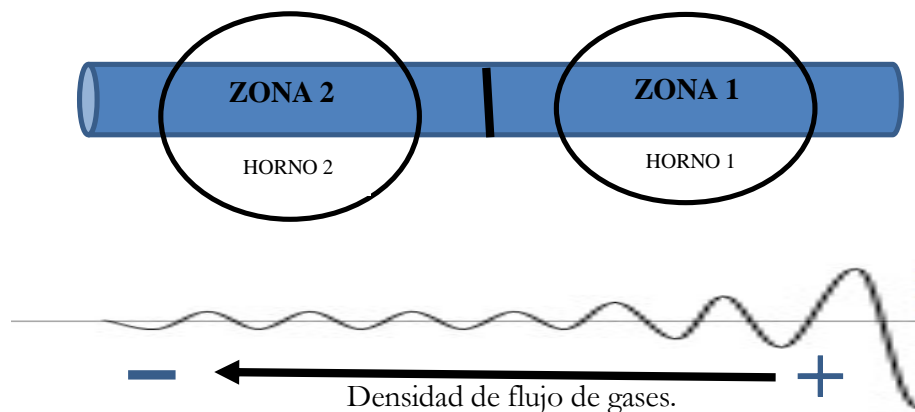 ZONA 2
ZONA 1
HORNO 2
HORNO 1
Densidad de flujo de gases.